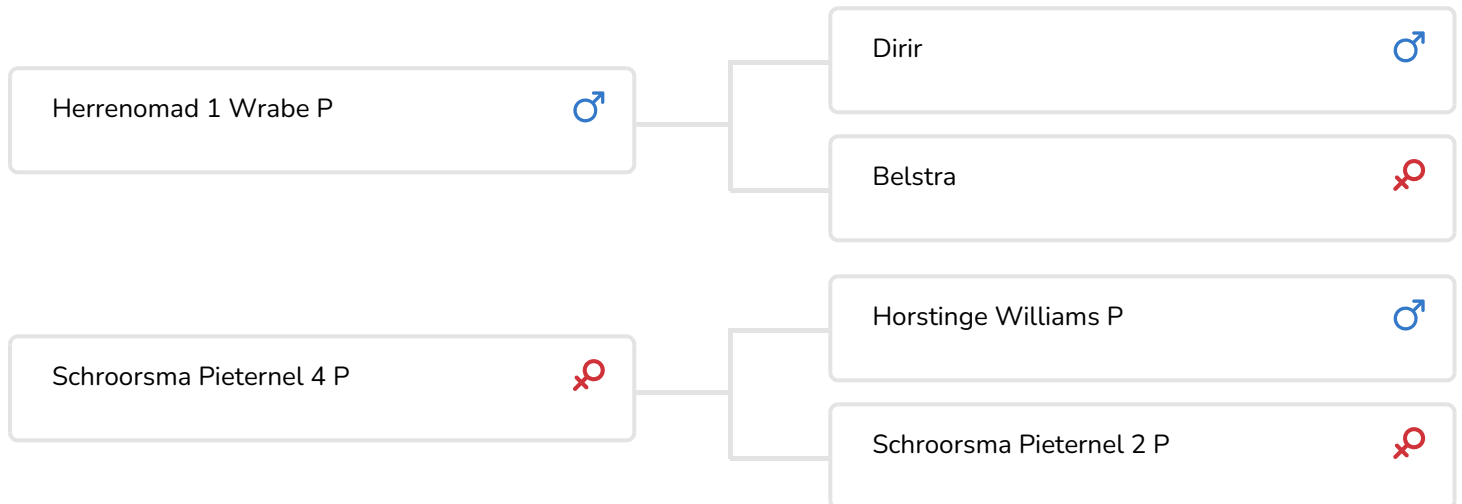 Dirir
Herrenomad 1 Wrabe P
Belstra
Horstinge Williams P
Schroorsma Pieternel 4 P
Schroorsma Pieternel 2 P